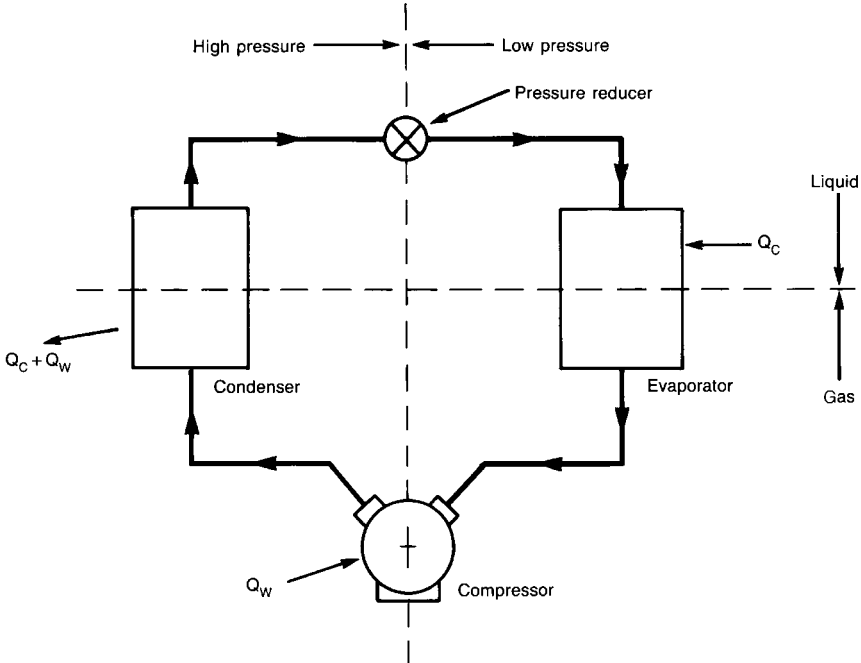 High pressure
Low pressure
Pressure reducer
Liquid
Q_C
Q_C + Q_W
Condenser
Evaporator
Gas
Q_W
Compressor